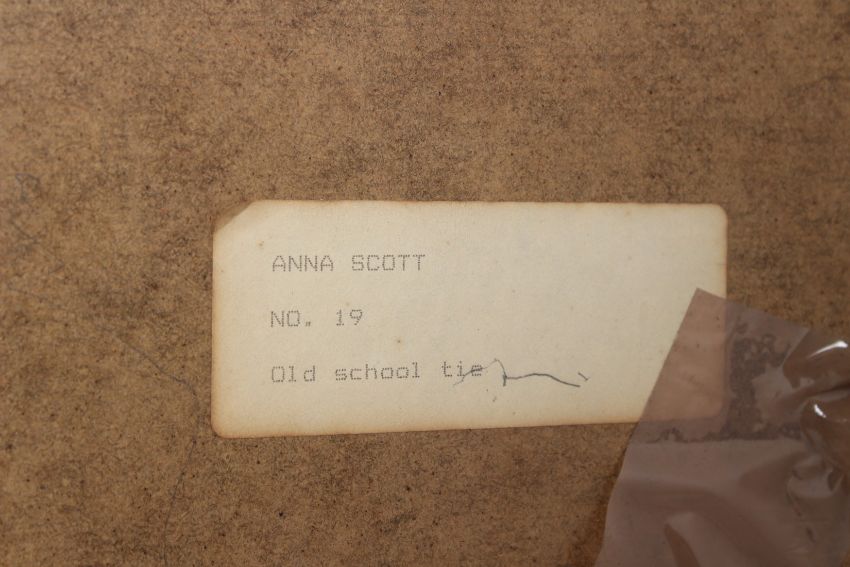 ANNA SCOTT
NO. 19
Old school tie